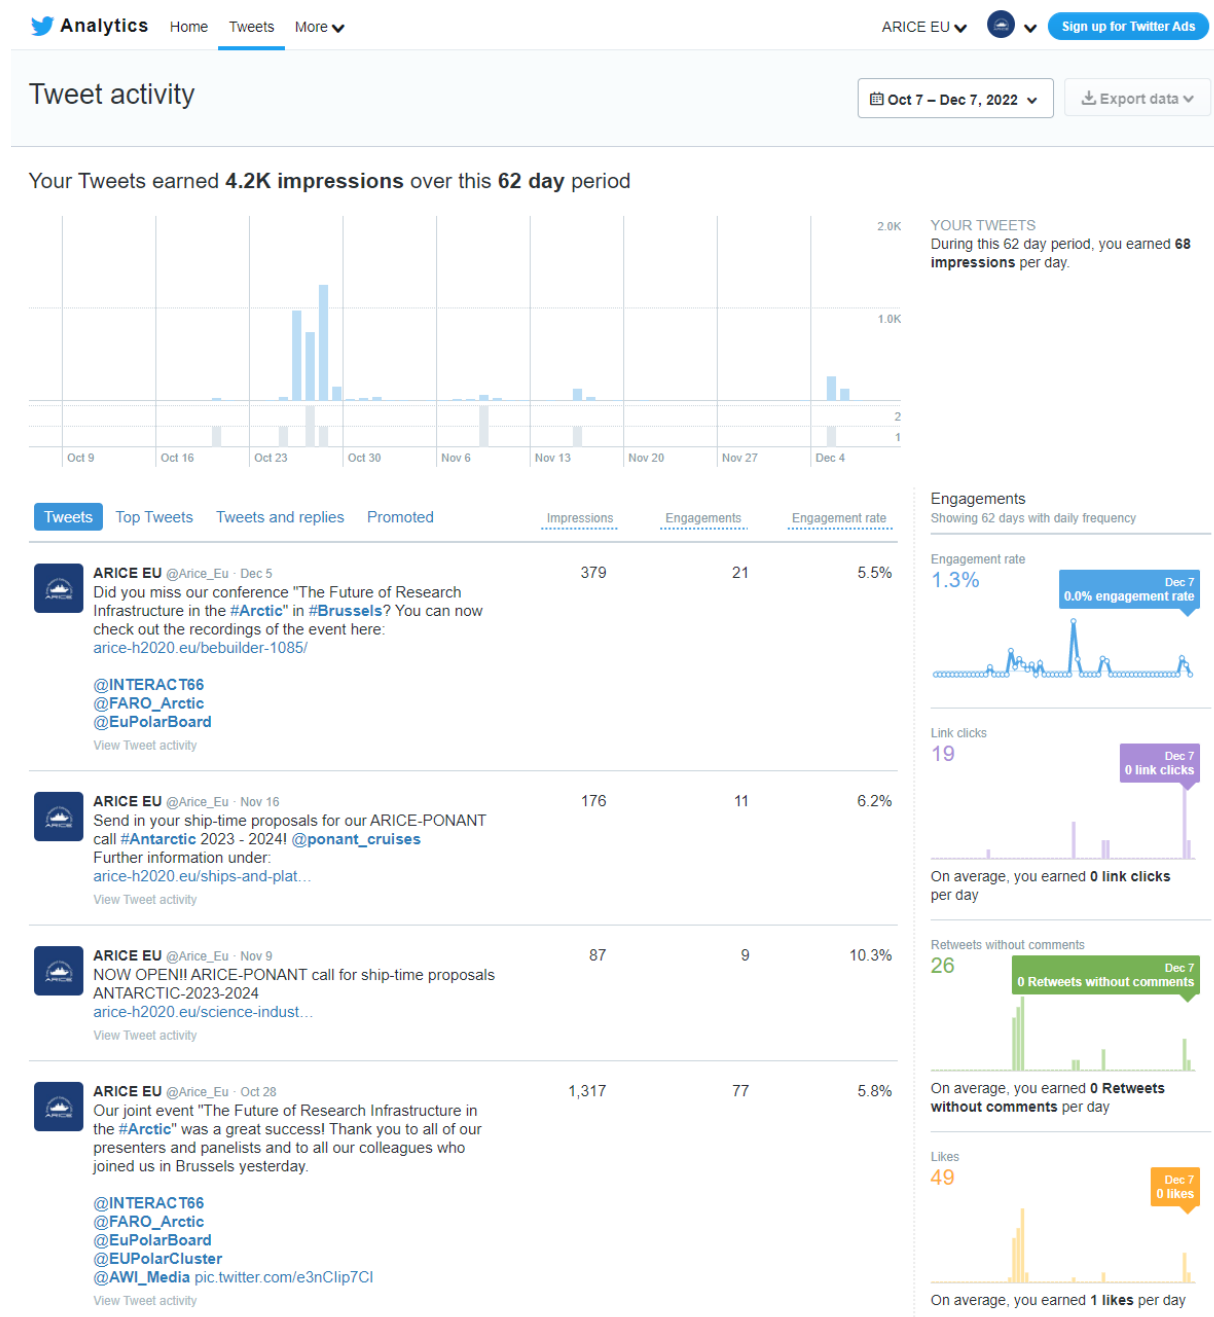 Analytics Home Tweets More ARICE EU Sign up for Twitter Ads
Tweet activity
Oct 7 – Dec 7, 2022 Export data
Your Tweets earned 4.2K impressions over this 62 day period
2.0K
1.0K
2
1
Oct 9 Oct 16 Oct 23 Oct 30 Nov 6 Nov 13 Nov 20 Nov 27 Dec 4
YOUR TWEETS
During this 62 day period, you earned 68
impressions per day.
Tweets Top Tweets Tweets and replies Promoted Impressions Engagements Engagement rate
ARICE EU @Arice_Eu · Dec 5 379 21 5.5%
Did you miss our conference "The Future of Research
Infrastructure in the #Arctic" in #Brussels? You can now
check out the recordings of the event here:
arice-h2020.eu/bebuilder-1085/
@INTERACT66
@FARO_Arctic
@EuPolarBoard
View Tweet activity
ARICE EU @Arice_Eu · Nov 16 176 11 6.2%
Send in your ship-time proposals for our ARICE-PONANT
call #Antarctic 2023 - 2024! @ponant_cruises
Further information under:
arice-h2020.eu/ships-and-plat…
View Tweet activity
ARICE EU @Arice_Eu · Nov 9 87 9 10.3%
NOW OPEN!! ARICE-PONANT call for ship-time proposals
ANTARCTIC-2023-2024
arice-h2020.eu/science-indust…
View Tweet activity
ARICE EU @Arice_Eu · Oct 28 1,317 77 5.8%
Our joint event "The Future of Research Infrastructure in
the #Arctic" was a great success! Thank you to all of our
presenters and panelists and to all our colleagues who
joined us in Brussels yesterday.
@INTERACT66
@FARO_Arctic
@EuPolarBoard
@EUPolarCluster
@AWI_Media pic.twitter.com/e3nClip7CI
View Tweet activity
Engagements
Showing 62 days with daily frequency
Engagement rate
1.3%
Dec 7
0.0% engagement rate
Link clicks
19
Dec 7
0 link clicks
On average, you earned 0 link clicks
per day
Retweets without comments
26
Dec 7
0 Retweets without comments
On average, you earned 0 Retweets
without comments per day
Likes
49
Dec 7
0 likes
On average, you earned 1 likes per day